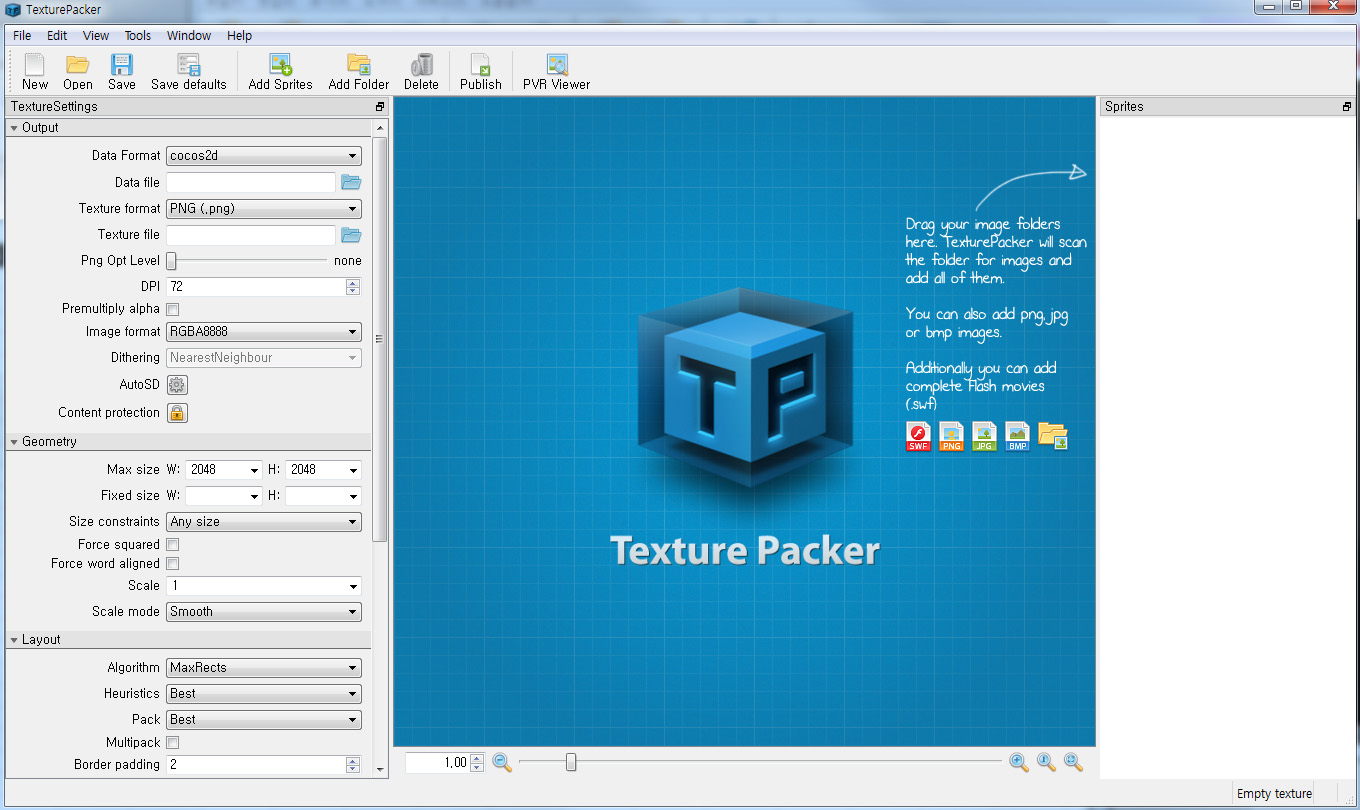 TexturePacker
File Edit View Tools Window Help
New Open Save Save defaults Add Sprites Add Folder Delete Publish PVR Viewer
TextureSettings
Output
Data Format cocos2d
Data file
Texture format PNG (.png)
Texture file
Png Opt Level none
DPI 72
Premultiply alpha
Image format RGBA8888
Dithering NearestNeighbour
AutoSD
Content protection
Geometry
Max size W: 2048 H: 2048
Fixed size W: H:
Size constraints Any size
Force squared
Force word aligned
Scale 1
Scale mode Smooth
Layout
Algorithm MaxRects
Heuristics Best
Pack Best
Multipack
Border padding 2
TP
Texture Packer
Drag your image folders
here. TexturePacker will scan
the folder for images and
add all of them.
You can also add png,jpg
or bmp images.
Additionally you can add
complete Flash movies
(.swf)
SWF PNG JPG BMP
1,00
Sprites
Empty texture